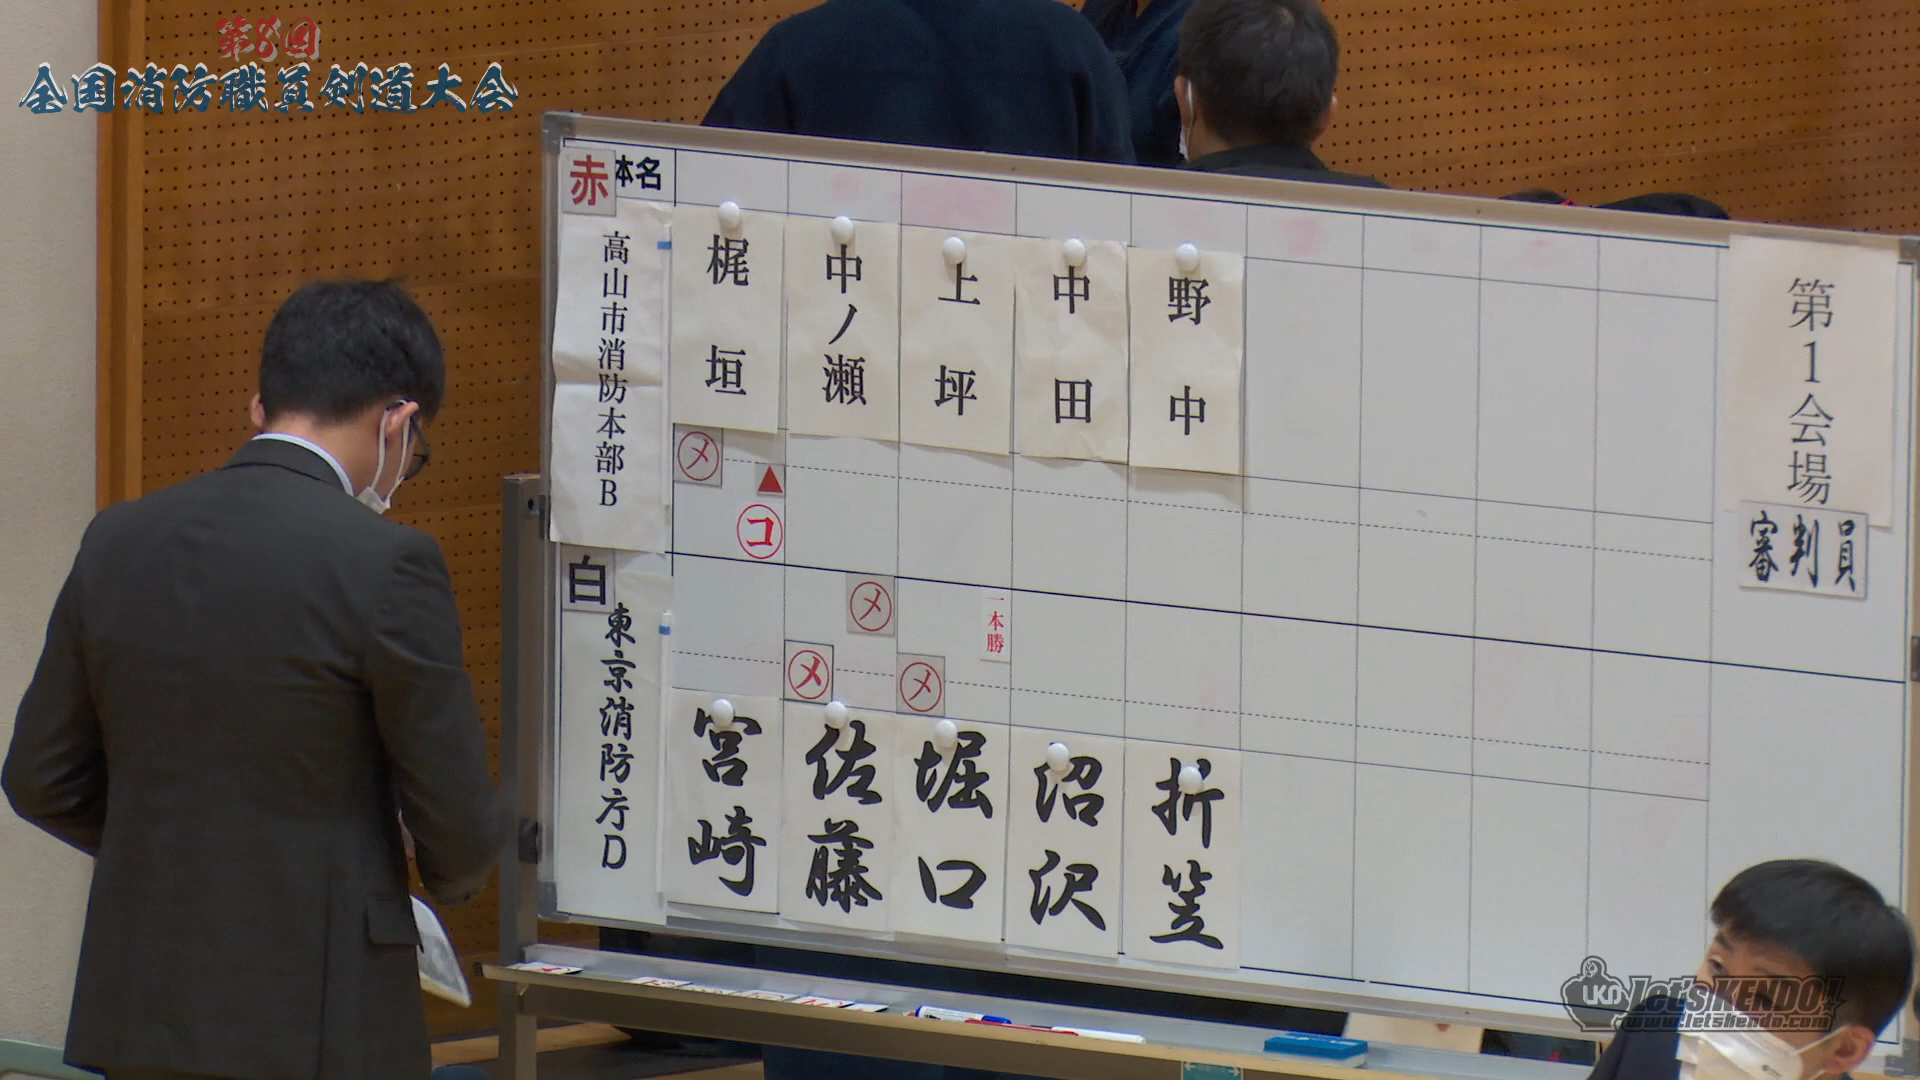 第8回
全国消防職員剣道大会
赤
体名
高山市消防本部B
梶垣
中ノ瀬
上坪
中田
野中
第1会場
審判員
メ
▲
コ
白
東京消防庁D
メ
一本勝
メ
メ
宮崎
佐藤
堀口
沼沢
折笠
LKD Let's KENDO!
www.letskendo.com